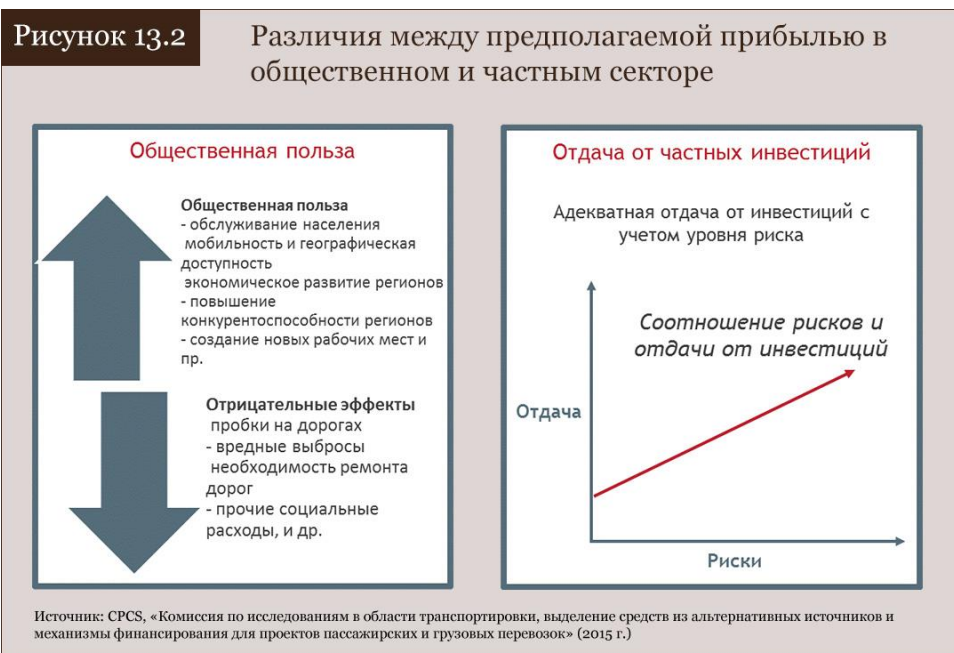 Рисунок 13.2
Различия между предполагаемой прибылью в
общественном и частным секторе
Общественная польза
Общественная польза
- обслуживание населения
мобильность и географическая
доступность
экономическое развитие регионов
- повышение
конкурентоспособности регионов
- создание новых рабочих мест и
пр.
Отрицательные эффекты
пробки на дорогах
- вредные выбросы
необходимость ремонта
дорог
- прочие социальные
расходы, и др.
Отдача от частных инвестиций
Адекватная отдача от инвестиций с
учетом уровня риска
Соотношение рисков и
отдачи от инвестиций
Отдача
Риски
Источник: CPCS, «Комиссия по исследованиям в области транспортировки, выделение средств из альтернативных источников и
механизмы финансирования для проектов пассажирских и грузовых перевозок» (2015 г.)